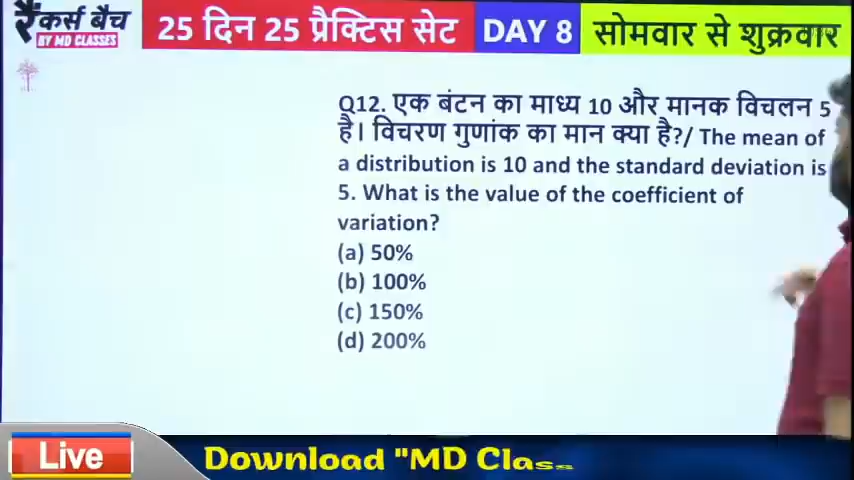 रैंकर्स बैच
BY MD CLASSES
25 दिन 25 प्रैक्टिस सेट
DAY 8
सोमवार से शुक्रवार
Q12. एक बंटन का माध्य 10 और मानक विचलन 5
है। विचरण गुणांक का मान क्या है?/ The mean of
a distribution is 10 and the standard deviation is
5. What is the value of the coefficient of
variation?
(a) 50%
(b) 100%
(c) 150%
(d) 200%
Live
Download "MD Class